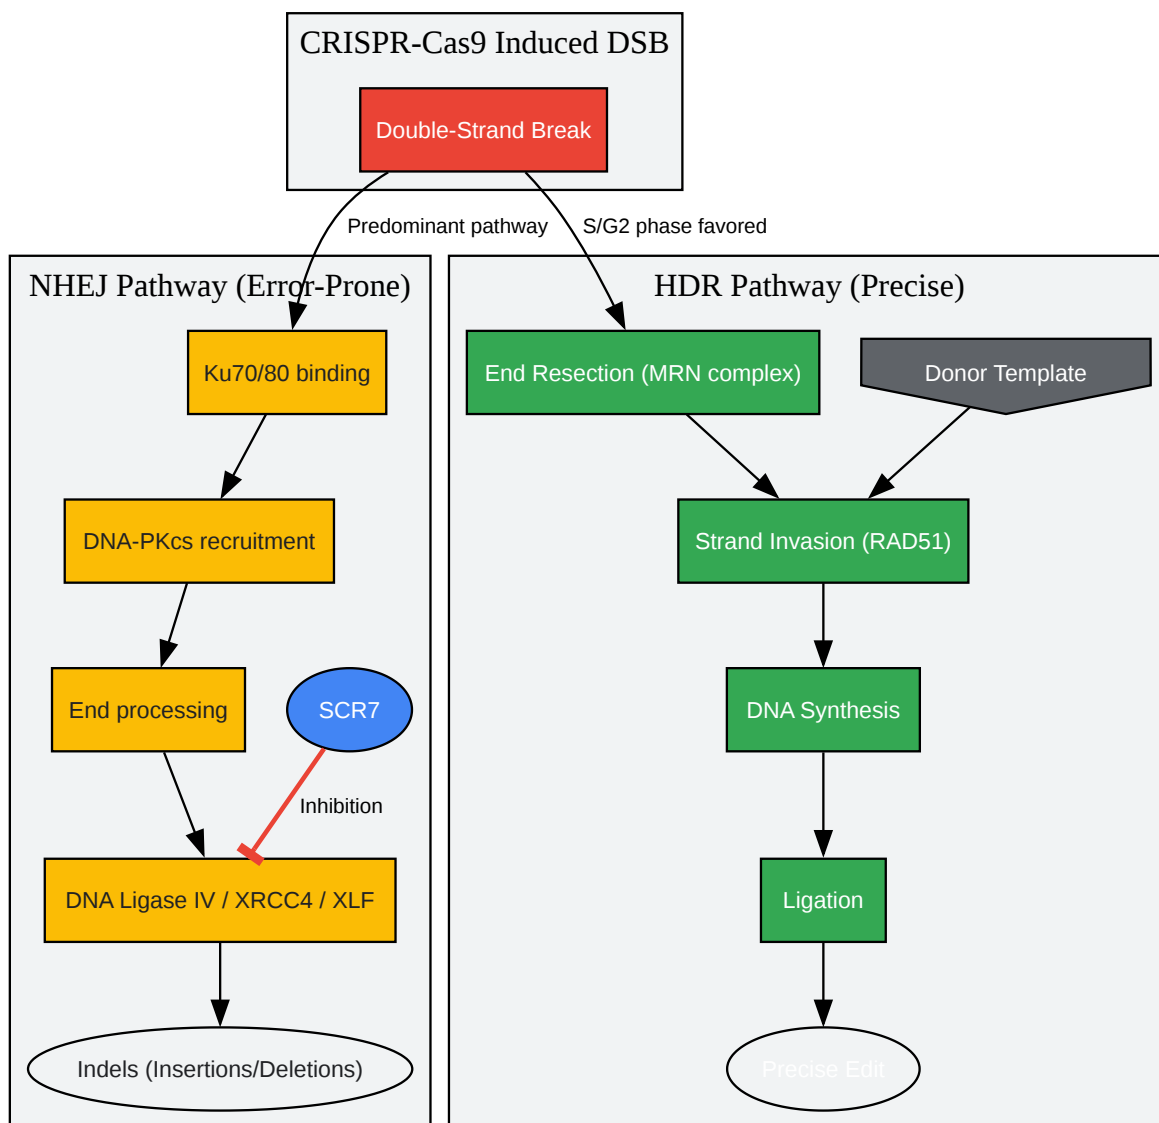 CRISPR-Cas9 Induced DSB
Double-Strand Break
Predominant pathway
S/G2 phase favored
NHEJ Pathway (Error-Prone)
Ku70/80 binding
DNA-PKcs recruitment
End processing
SCR7
Inhibition
DNA Ligase IV / XRCC4 / XLF
Indels (Insertions/Deletions)
HDR Pathway (Precise)
End Resection (MRN complex)
Donor Template
Strand Invasion (RAD51)
DNA Synthesis
Ligation
Precise Edit